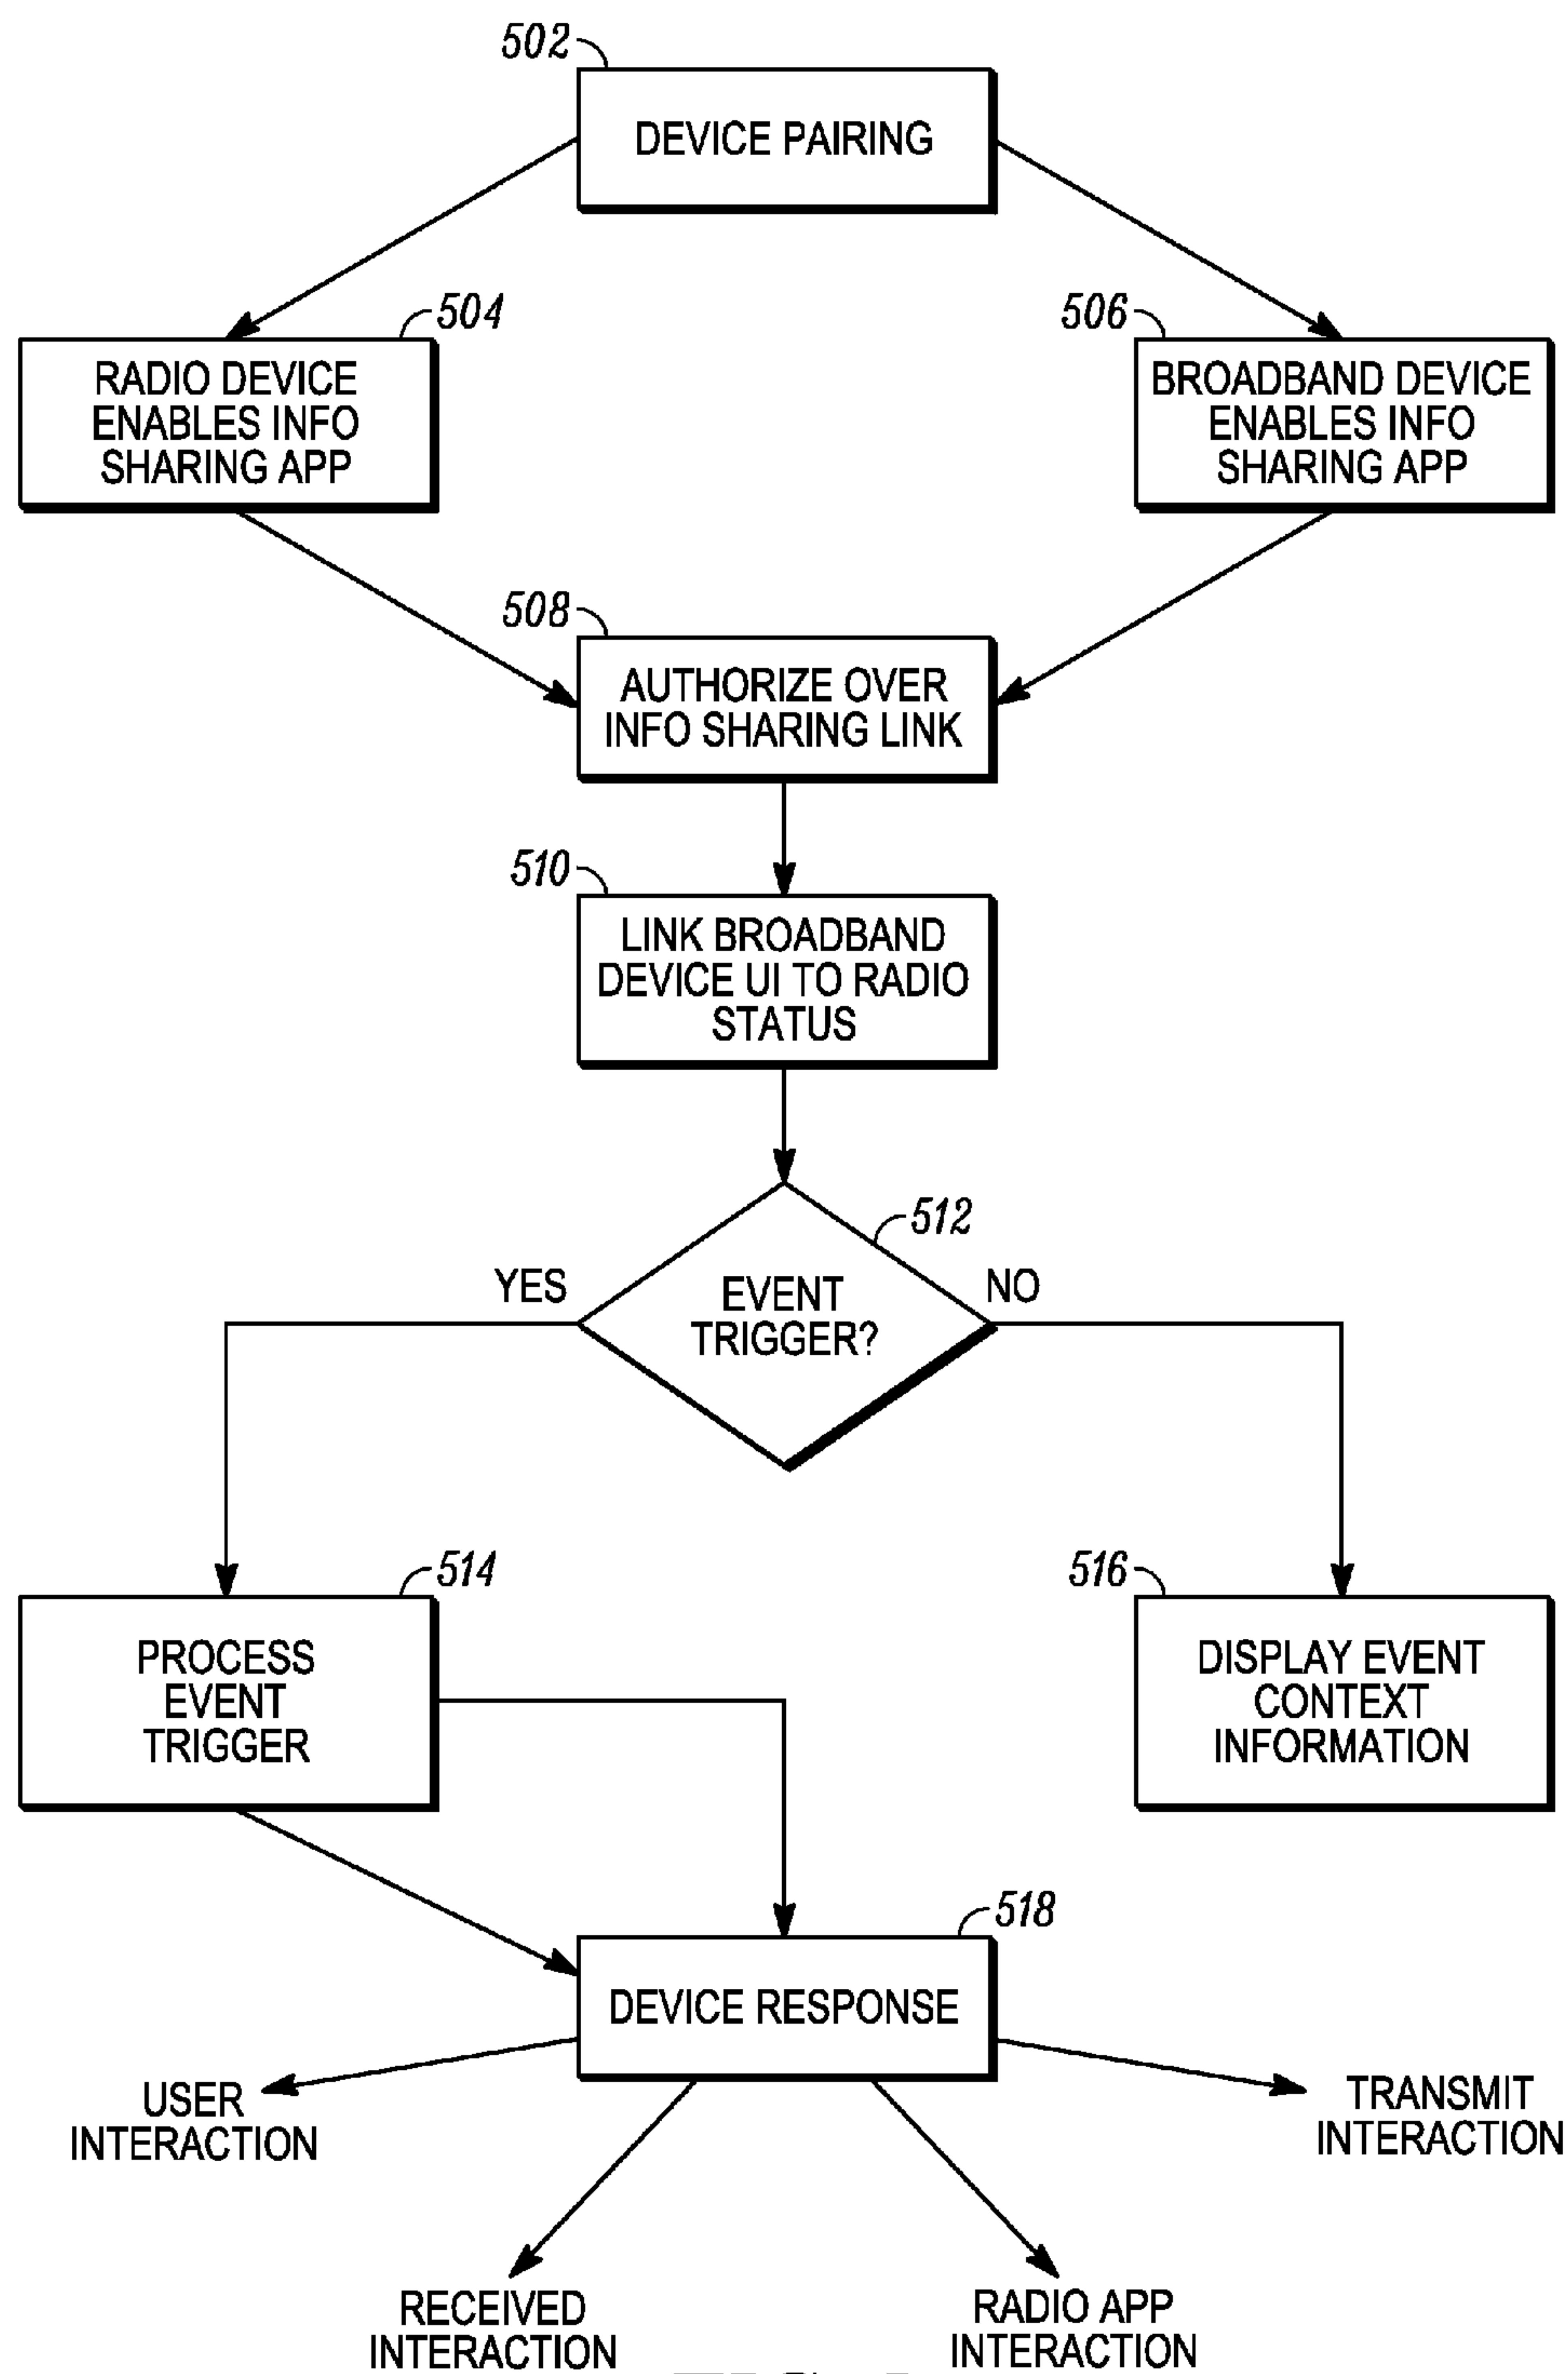 502
DEVICE PAIRING
504
RADIO DEVICE
ENABLES INFO
SHARING APP
506
BROADBAND DEVICE
ENABLES INFO
SHARING APP
508
AUTHORIZE OVER
INFO SHARING LINK
510
LINK BROADBAND
DEVICE UI TO RADIO
STATUS
512
YES
EVENT
TRIGGER?
NO
514
PROCESS
EVENT
TRIGGER
516
DISPLAY EVENT
CONTEXT
INFORMATION
518
DEVICE RESPONSE
USER
INTERACTION
TRANSMIT
INTERACTION
RECEIVED
INTERACTION
RADIO APP
INTERACTION